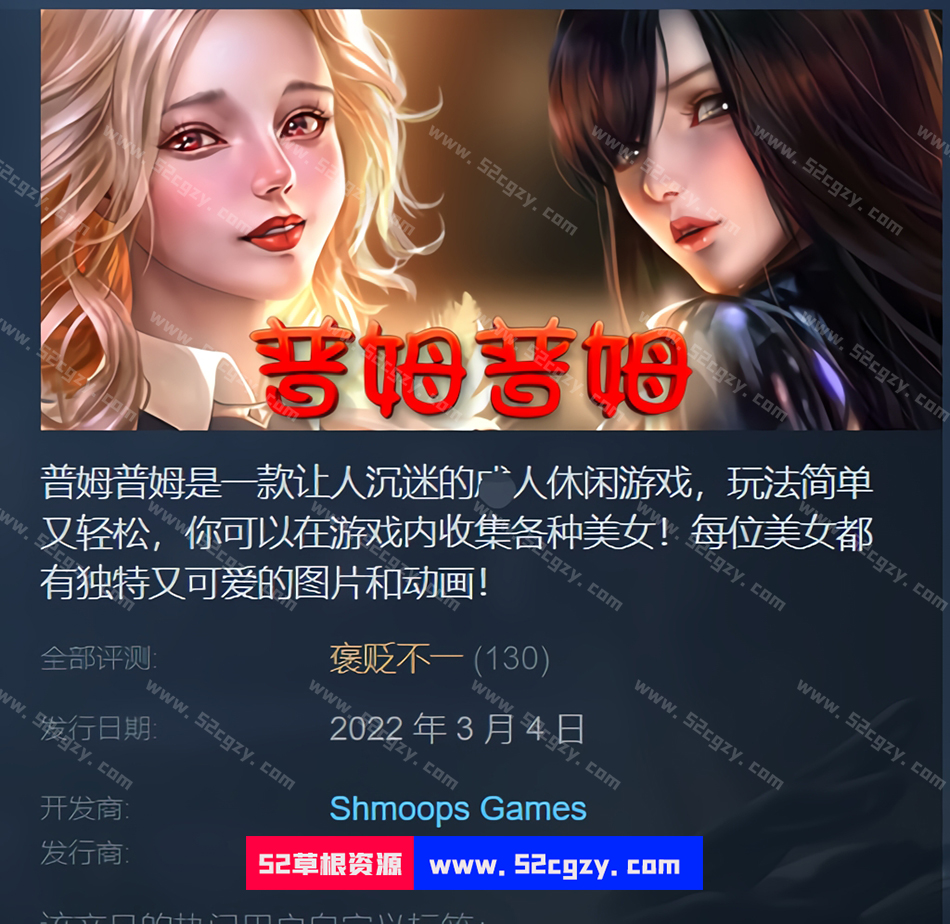 普姆普姆
普姆普姆是一款让人沉迷的成人休闲游戏，玩法简单
又轻松，你可以在游戏内收集各种美女！每位美女都
有独特又可爱的图片和动画！
全部评测: 褒贬不一 (130)
发行日期: 2022 年 3 月 4 日
开发商: Shmoops Games
发行商:
52草根资源 www.52cgzy.com
www.52cgzy.com